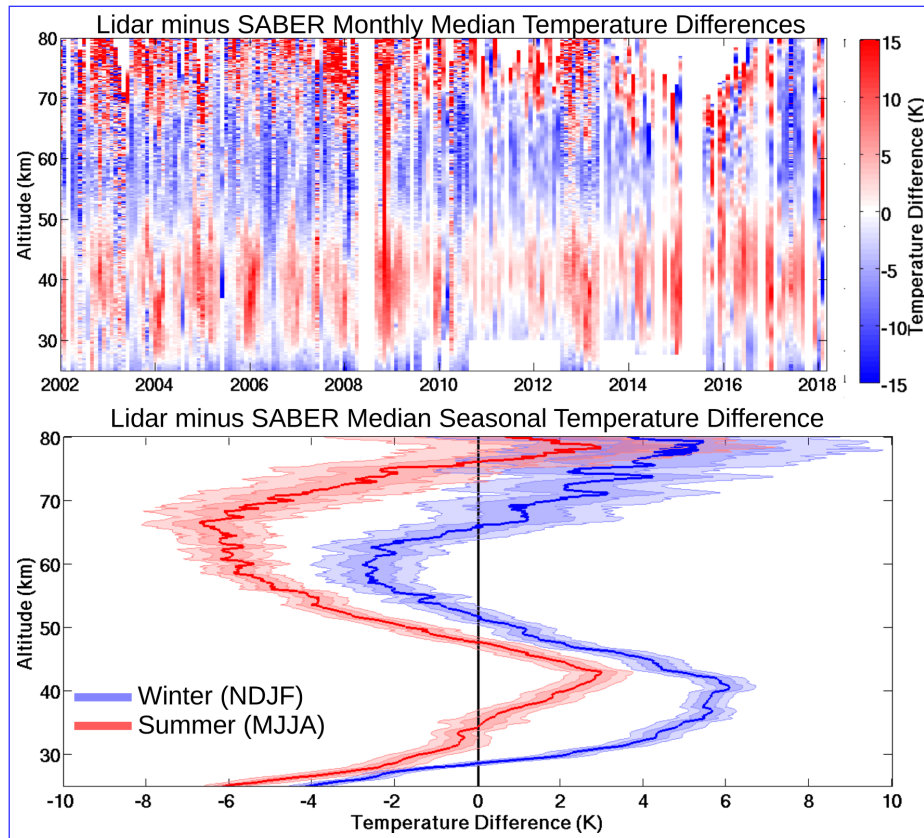 Lidar minus SABER Monthly Median Temperature Differences
80
70
60
50
40
30
Altitude (km)
2002 2004 2006 2008 2010 2012 2014 2016 2018
15
10
5
0
-5
-10
-15
Temperature Difference (K)
Lidar minus SABER Median Seasonal Temperature Difference
80
70
60
50
40
30
Altitude (km)
Winter (NDJF)
Summer (MJJA)
-10 -8 -6 -4 -2 0 2 4 6 8 10
Temperature Difference (K)